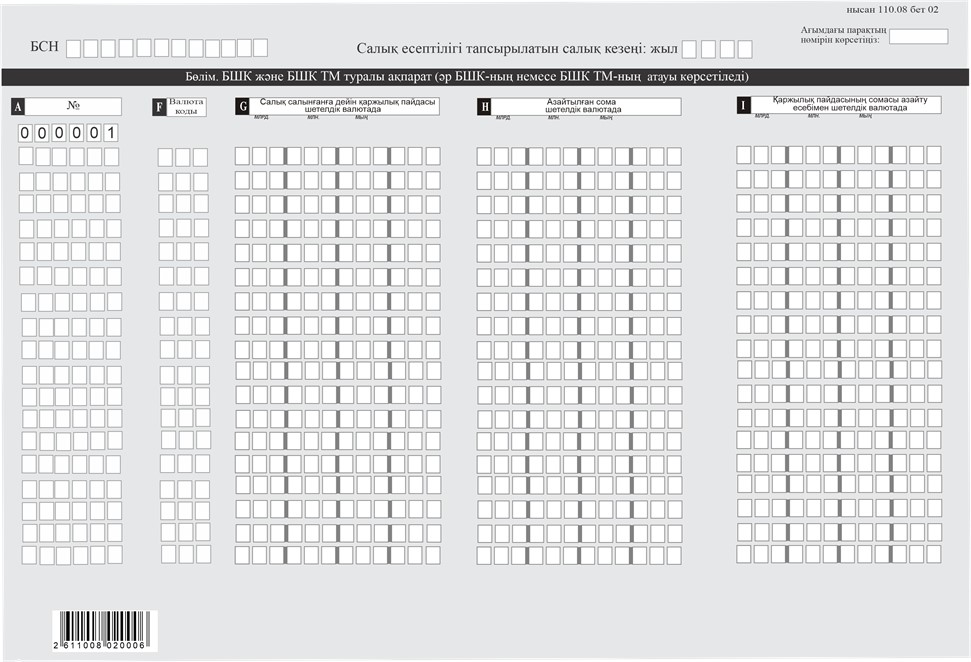 нысан 110.08 бет 02
Ағымдағы парақтың
нөмірін көрсетіңіз:
БСН
Салық есептілігі тапсырылатын салық кезеңі: жыл
Бөлім. БШК және БШК ТМ туралы ақпарат (әр БШК-ның немесе БШК ТМ-ның атауы көрсетіледі)
A №
F Валюта
коды
G Салық салынғанға дейін қаржылық пайдасы
шетелдік валютада
млрд. млн. мың
H Азайтылған сома
шетелдік валютада
млрд. млн. мың
I Қаржылық пайдасының сомасы азайту
есебімен шетелдік валютада
млрд. млн. мың
000001
2 611008 020006